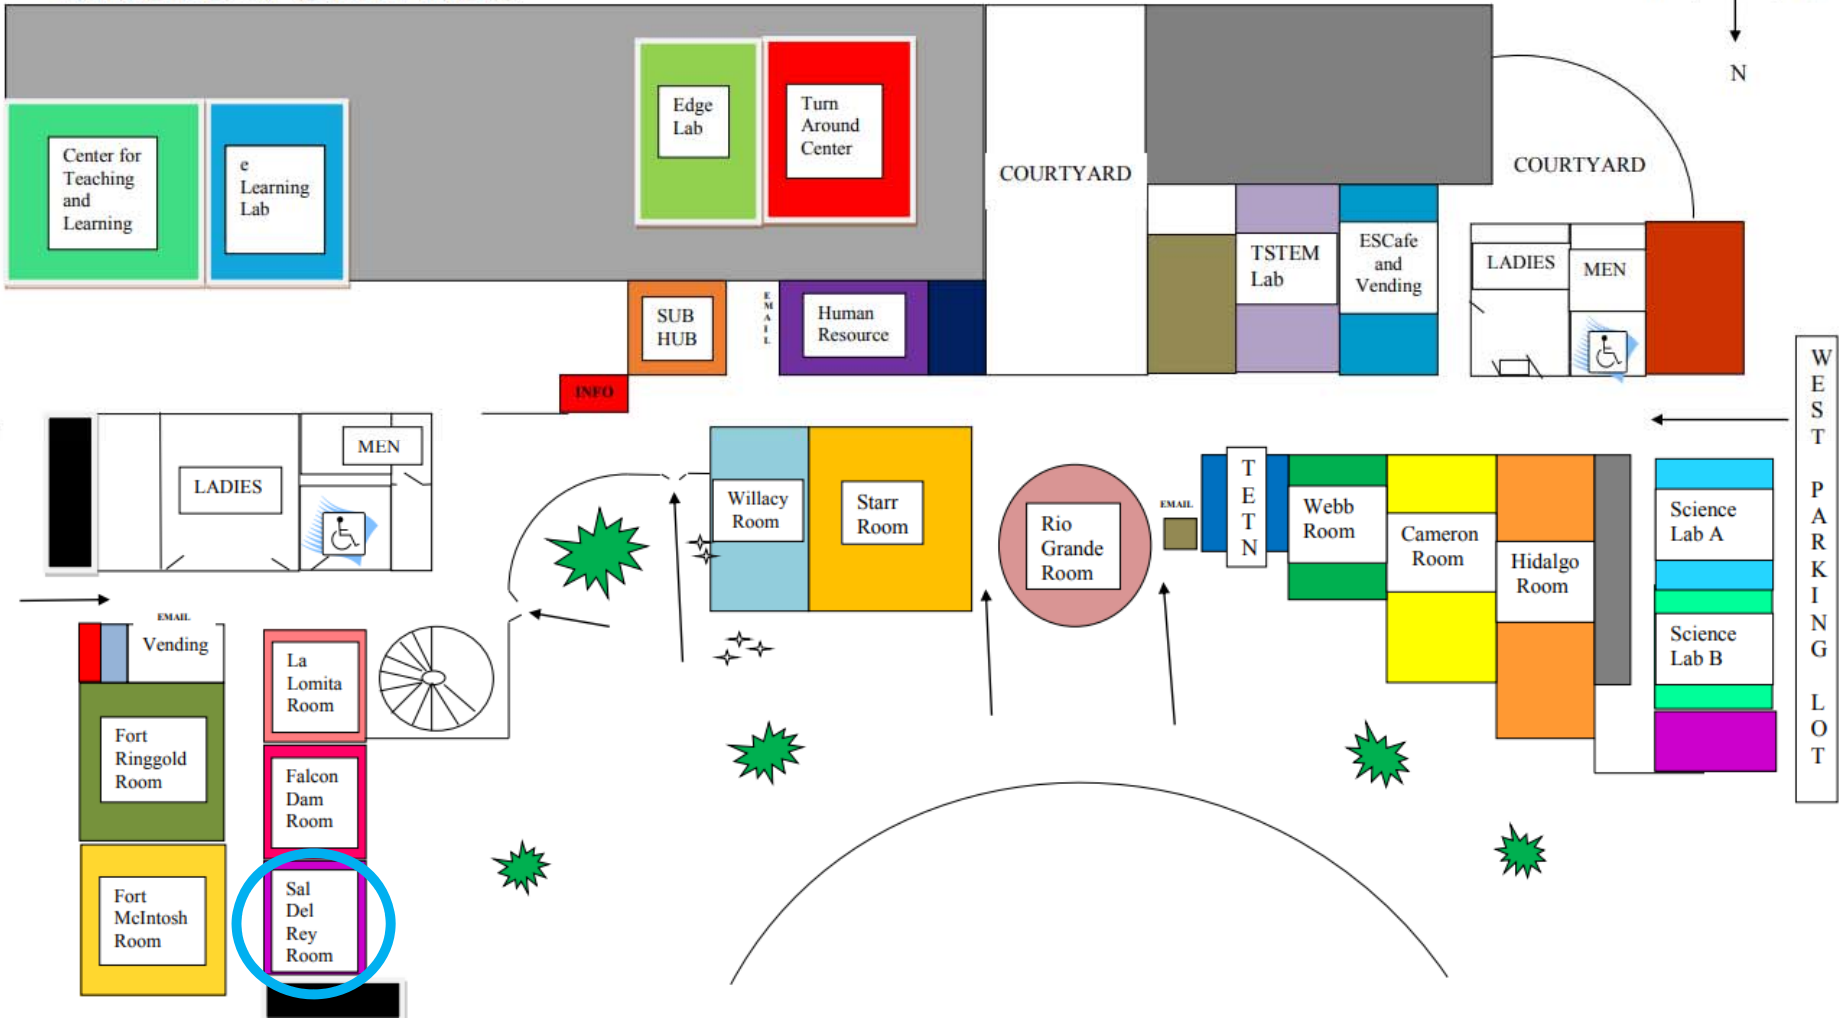 N
Edge
Lab
Turn
Around
Center
Center for
Teaching
and
Learning
e
Learning
Lab
COURTYARD
COURTYARD
TSTEM
Lab
ESCafe
and
Vending
LADIES
MEN
SUB
HUB
EMAIL
Human
Resource
INFO
WEST PARKING LOT
MEN
LADIES
Willacy
Room
Starr
Room
Rio
Grande
Room
EMAIL
TETN
Webb
Room
Cameron
Room
Hidalgo
Room
Science
Lab A
Science
Lab B
EMAIL
Vending
La
Lomita
Room
Fort
Ringgold
Room
Falcon
Dam
Room
Fort
McIntosh
Room
Sal
Del
Rey
Room